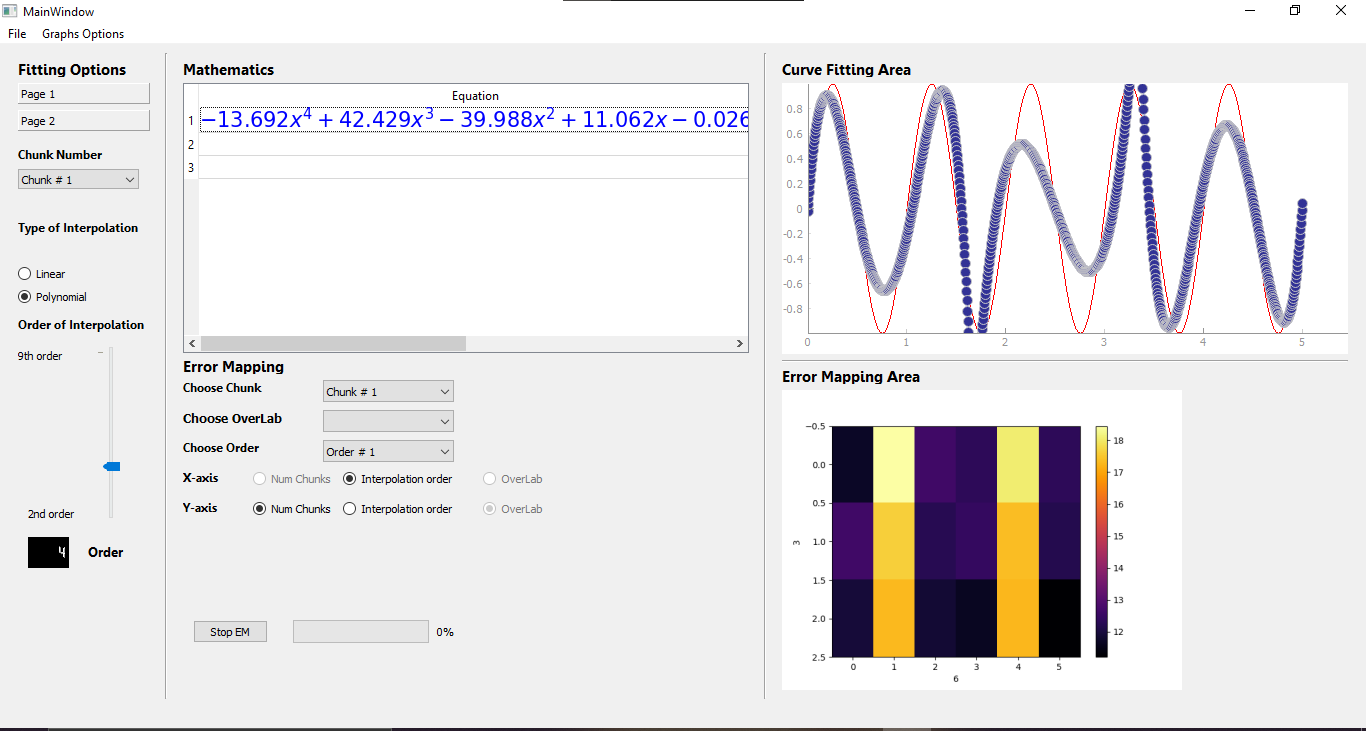 MainWindow
File Graphs Options
Fitting Options
Page 1
Page 2
Chunk Number
Chunk # 1
Type of Interpolation
Linear
Polynomial
Order of Interpolation
9th order
2nd order
4 Order
Mathematics
Equation
1 −13.692x⁴ + 42.429x³ − 39.988x² + 11.062x − 0.026
2
3
Error Mapping
Choose Chunk Chunk # 1
Choose OverLab
Choose Order Order # 1
X-axis Num Chunks Interpolation order OverLab
Y-axis Num Chunks Interpolation order OverLab
Stop EM 0%
Curve Fitting Area
0.8
0.6
0.4
0.2
0
-0.2
-0.4
-0.6
-0.8
0 1 2 3 4 5
Error Mapping Area
−0.5
0.0
0.5
1.0
1.5
2.0
2.5
3
0 1 2 3 4 5
6
18
17
16
15
14
13
12